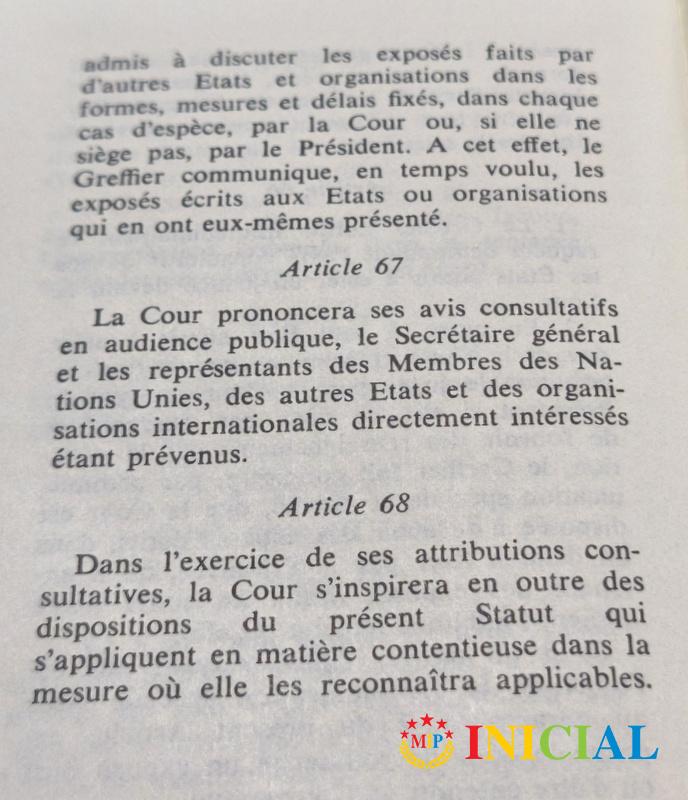 admis à discuter les exposés faits par
d'autres Etats et organisations dans les
formes, mesures et délais fixés, dans chaque
cas d'espèce, par la Cour ou, si elle ne
siège pas, par le Président. A cet effet, le
Greffier communique, en temps voulu, les
exposés écrits aux Etats ou organisations
qui en ont eux-mêmes présenté.
Article 67
La Cour prononcera ses avis consultatifs
en audience publique, le Secrétaire général
et les représentants des Membres des Na-
tions Unies, des autres Etats et des organi-
sations internationales directement intéressés
étant prévenus.
Article 68
Dans l'exercice de ses attributions con-
sultatives, la Cour s'inspirera en outre des
dispositions du présent Statut qui
s'appliquent en matière contentieuse dans la
mesure où elle les reconnaîtra applicables.
MIP INICIAL